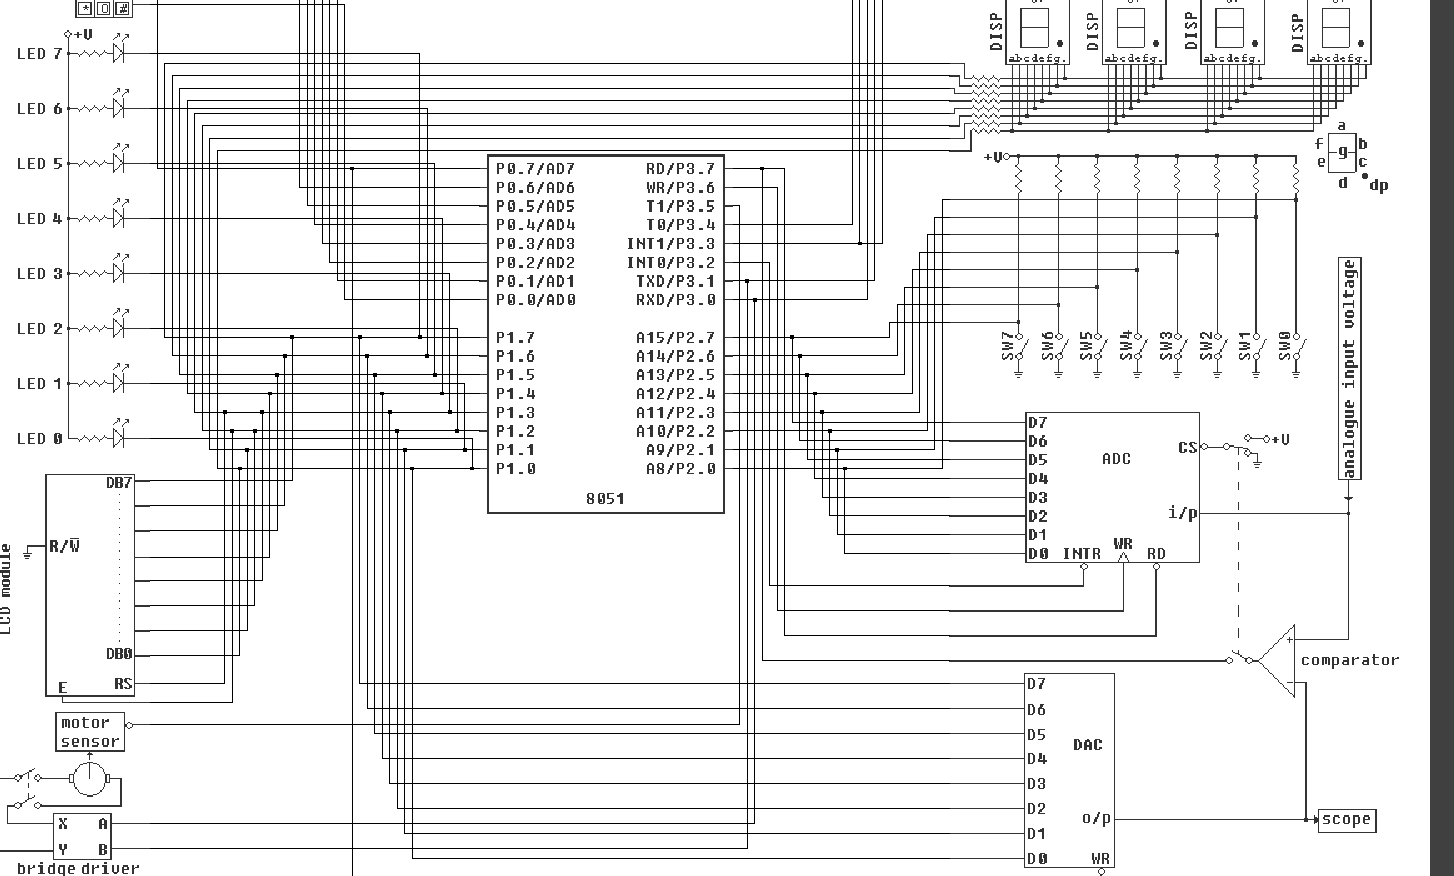 * 0 #
+V
LED 7
LED 6
LED 5
LED 4
LED 3
LED 2
LED 1
LED 0
DISP
DISP
DISP
DISP
abcdefg.
abcdefg.
abcdefg.
abcdefg.
a
f b
g
e c
d dp
P0.7/AD7 RD/P3.7
P0.6/AD6 WR/P3.6
P0.5/AD5 T1/P3.5
P0.4/AD4 T0/P3.4
P0.3/AD3 INT1/P3.3
P0.2/AD2 INT0/P3.2
P0.1/AD1 TXD/P3.1
P0.0/AD0 RXD/P3.0
P1.7 A15/P2.7
P1.6 A14/P2.6
P1.5 A13/P2.5
P1.4 A12/P2.4
P1.3 A11/P2.3
P1.2 A10/P2.2
P1.1 A9/P2.1
P1.0 A8/P2.0
8051
+V
SW7
SW6
SW5
SW4
SW3
SW2
SW1
SW0
analogue input voltage
D7
D6
D5
D4
D3
D2
D1
D0
ADC
CS
+V
i/p
INTR
WR
RD
LCD module
DB7
R/W̅
DB0
RS
E
motor
sensor
X A
Y B
bridge driver
comparator
+
-
D7
D6
D5
D4
D3
D2
D1
D0
DAC
o/p
WR
scope